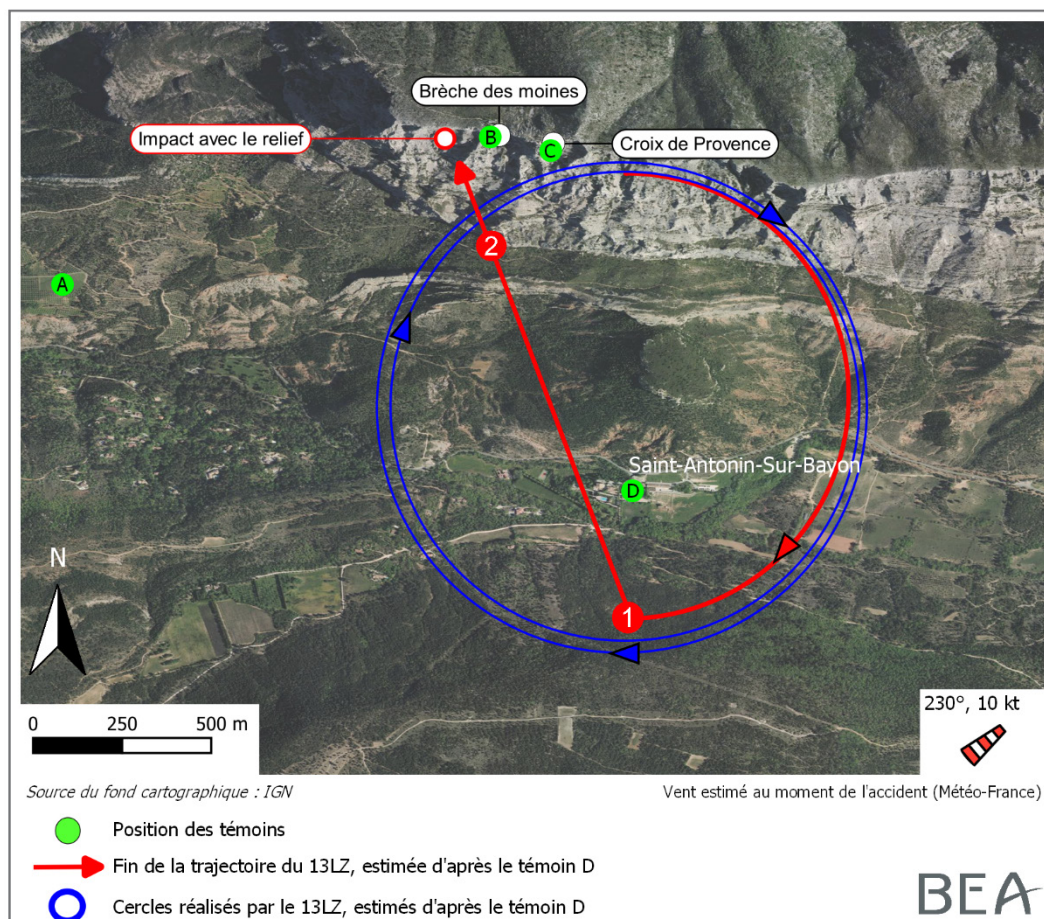 Brèche des moines
Impact avec le relief
B
C
Croix de Provence
2
A
Saint-Antonin-Sur-Bayon
D
N
1
0 250 500 m
230°, 10 kt
Source du fond cartographique : IGN
Vent estimé au moment de l'accident (Météo-France)
Position des témoins
Fin de la trajectoire du 13LZ, estimée d'après le témoin D
Cercles réalisés par le 13LZ, estimés d'après le témoin D
BEA